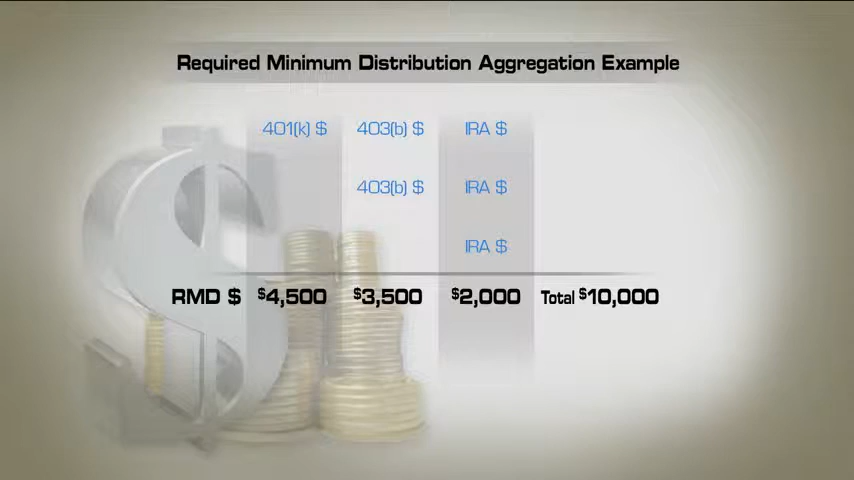 Required Minimum Distribution Aggregation Example
401(k) $ 403(b) $ IRA $
403(b) $ IRA $
IRA $
RMD $ $4,500 $3,500 $2,000 Total $10,000